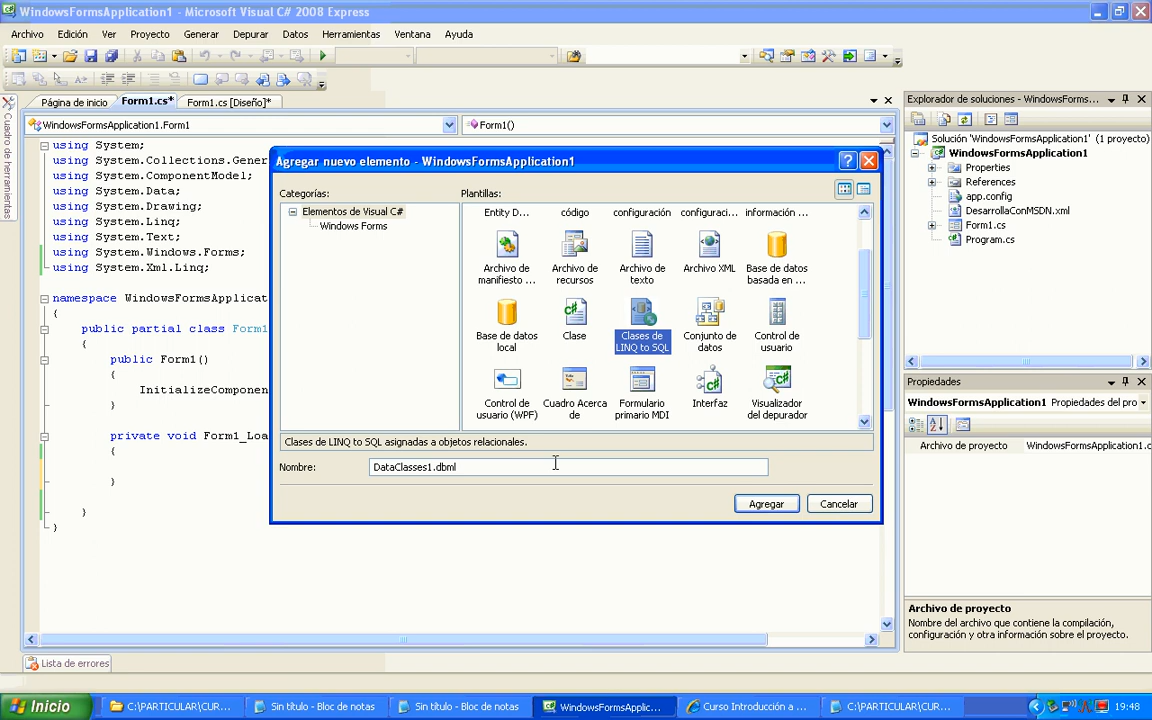 WindowsFormsApplication1 - Microsoft Visual C# 2008 Express
Archivo Edición Ver Proyecto Generar Depurar Datos Herramientas Ventana Ayuda
Cuadro de herramientas
Página de inicio Form1.cs* Form1.cs [Diseño]*
WindowsFormsApplication1.Form1 Form1()
using System;
using System.Collections.Gener
using System.ComponentModel;
using System.Data;
using System.Drawing;
using System.Linq;
using System.Text;
using System.Windows.Forms;
using System.Xml.Linq;
namespace WindowsFormsApplicat
{
public partial class Form1
{
public Form1()
{
InitializeComponen
}
private void Form1_Loa
{
}
}
}
Agregar nuevo elemento - WindowsFormsApplication1
Categorías:
Plantillas:
Elementos de Visual C#
Windows Forms
Entity D... código configuración configuraci... información ...
Archivo de manifiesto ...
Archivo de recursos
Archivo de texto
Archivo XML
Base de datos basada en ...
Base de datos local
Clase
Clases de LINQ to SQL
Conjunto de datos
Control de usuario
Control de usuario (WPF)
Cuadro Acerca de
Formulario primario MDI
Interfaz
Visualizador del depurador
Clases de LINQ to SQL asignadas a objetos relacionales.
Nombre: DataClasses1.dbml
Agregar Cancelar
Explorador de soluciones - WindowsForms...
Solución 'WindowsFormsApplication1' (1 proyecto)
WindowsFormsApplication1
Properties
References
app.config
DesarrollaConMSDN.xml
Form1.cs
Program.cs
Propiedades
WindowsFormsApplication1 Propiedades del pro
Archivo de proyecto WindowsFormsApplication1.c
Archivo de proyecto
Nombre del archivo que contiene la compilación,
configuración y otra información sobre el proyecto.
Lista de errores
Inicio C:\PARTICULAR\CUR... Sin título - Bloc de notas Sin título - Bloc de notas WindowsFormsApplic... Curso Introducción a ... C:\PARTICULAR\CUR... 19:48